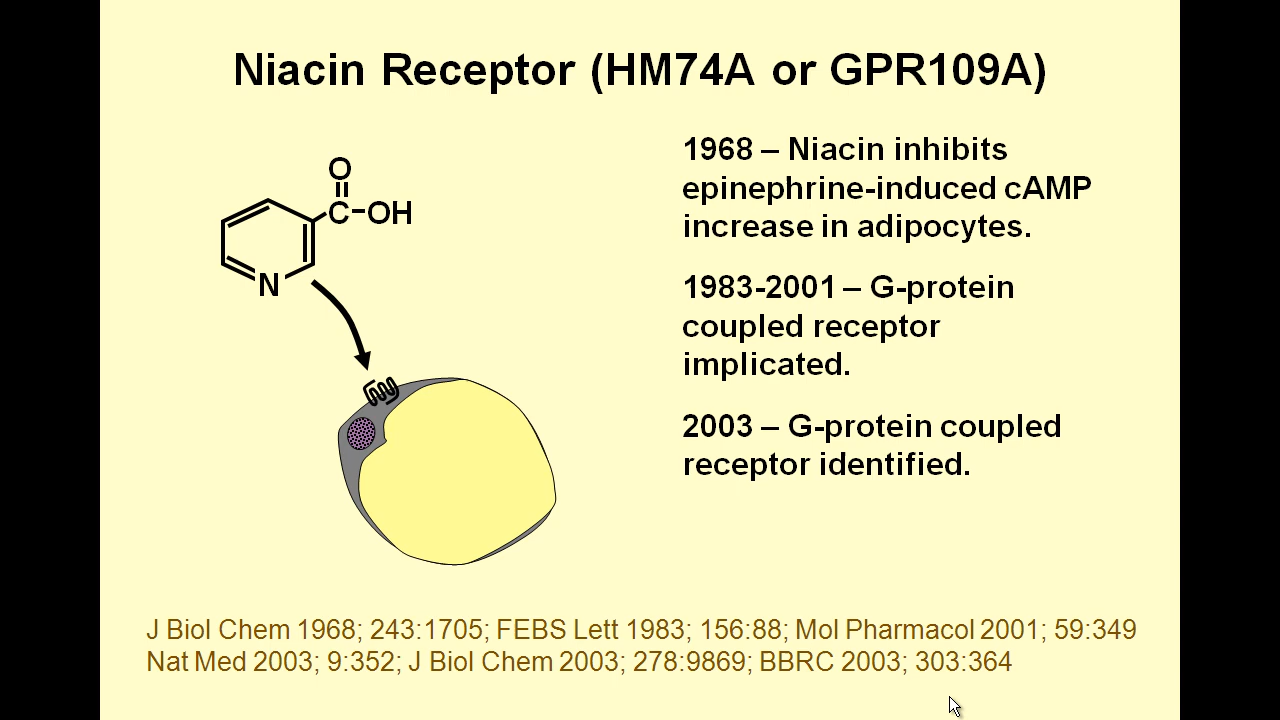 Niacin Receptor (HM74A or GPR109A)
O
C–OH
N
1968 – Niacin inhibits
epinephrine-induced cAMP
increase in adipocytes.
1983-2001 – G-protein
coupled receptor
implicated.
2003 – G-protein coupled
receptor identified.
J Biol Chem 1968; 243:1705; FEBS Lett 1983; 156:88; Mol Pharmacol 2001; 59:349
Nat Med 2003; 9:352; J Biol Chem 2003; 278:9869; BBRC 2003; 303:364